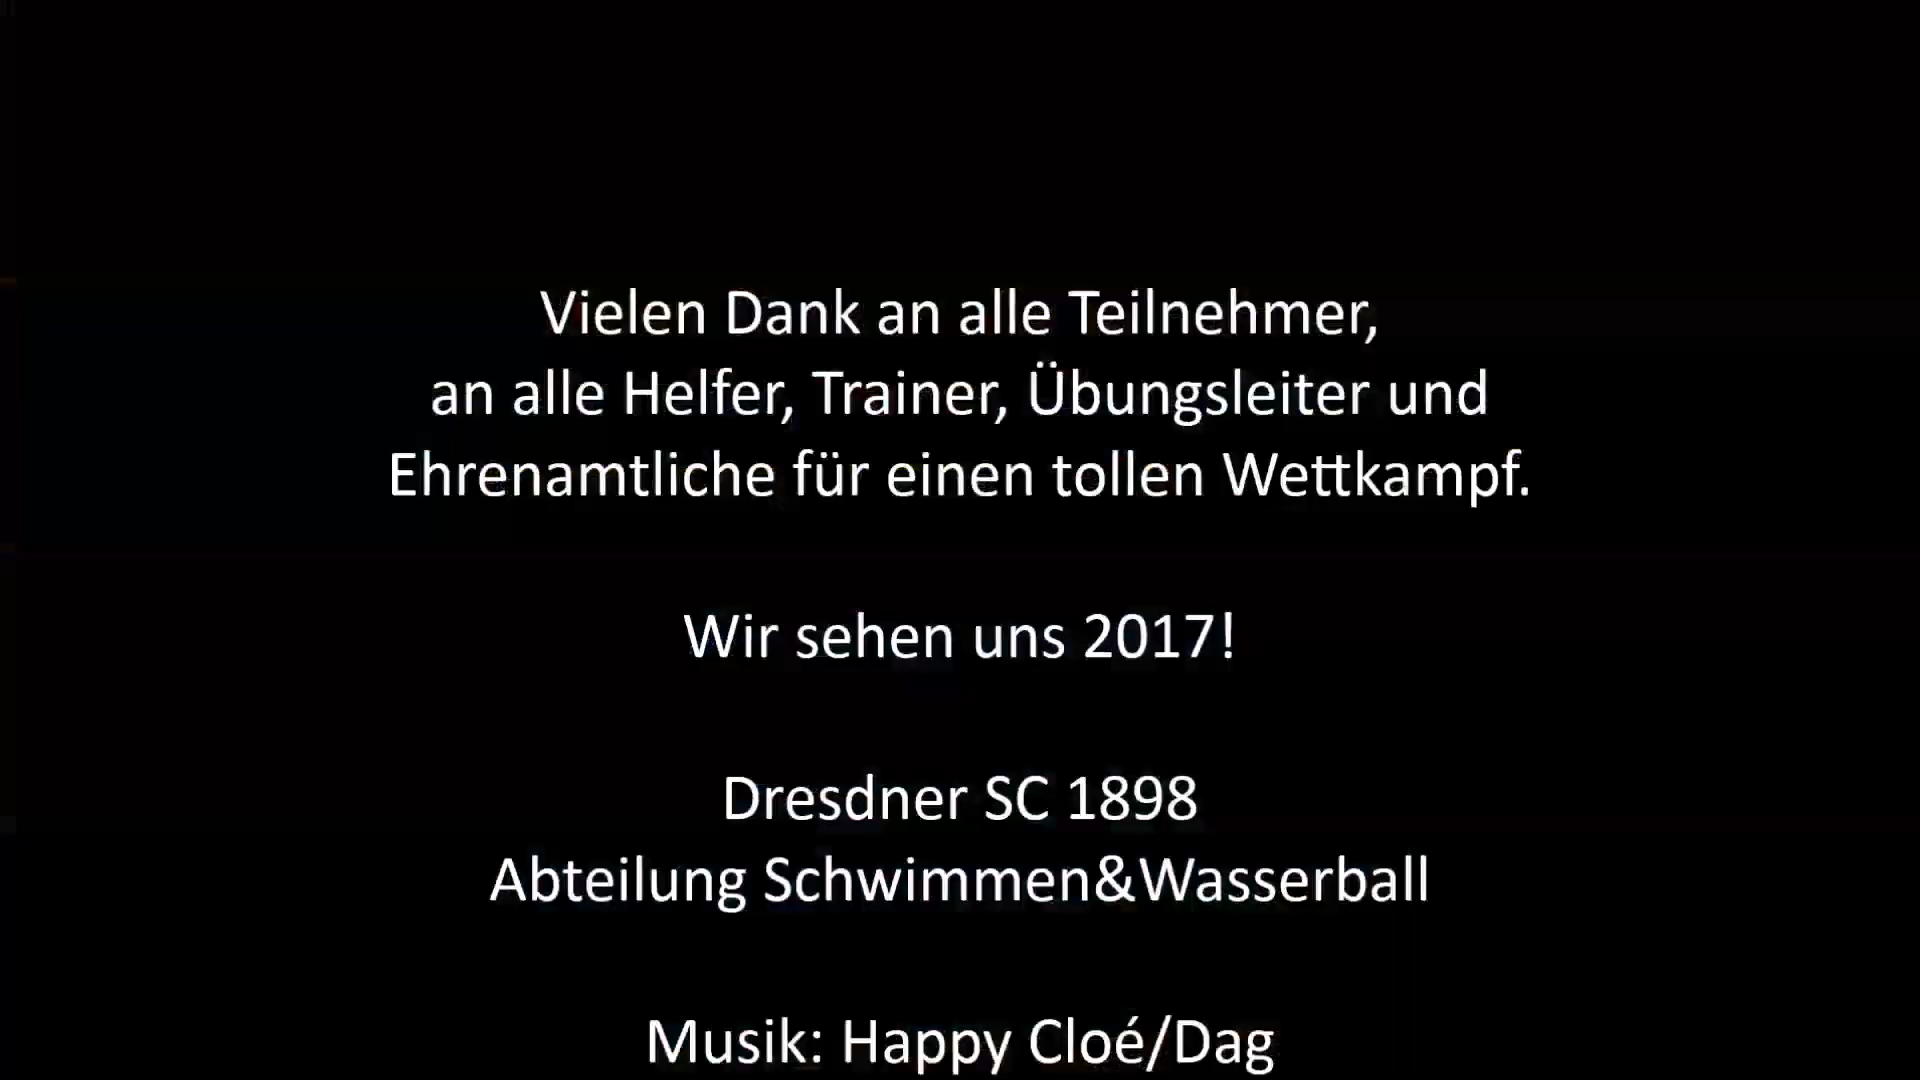 Vielen Dank an alle Teilnehmer,
an alle Helfer, Trainer, Übungsleiter und
Ehrenamtliche für einen tollen Wettkampf.
Wir sehen uns 2017!
Dresdner SC 1898
Abteilung Schwimmen&Wasserball
Musik: Happy Cloé/Dag